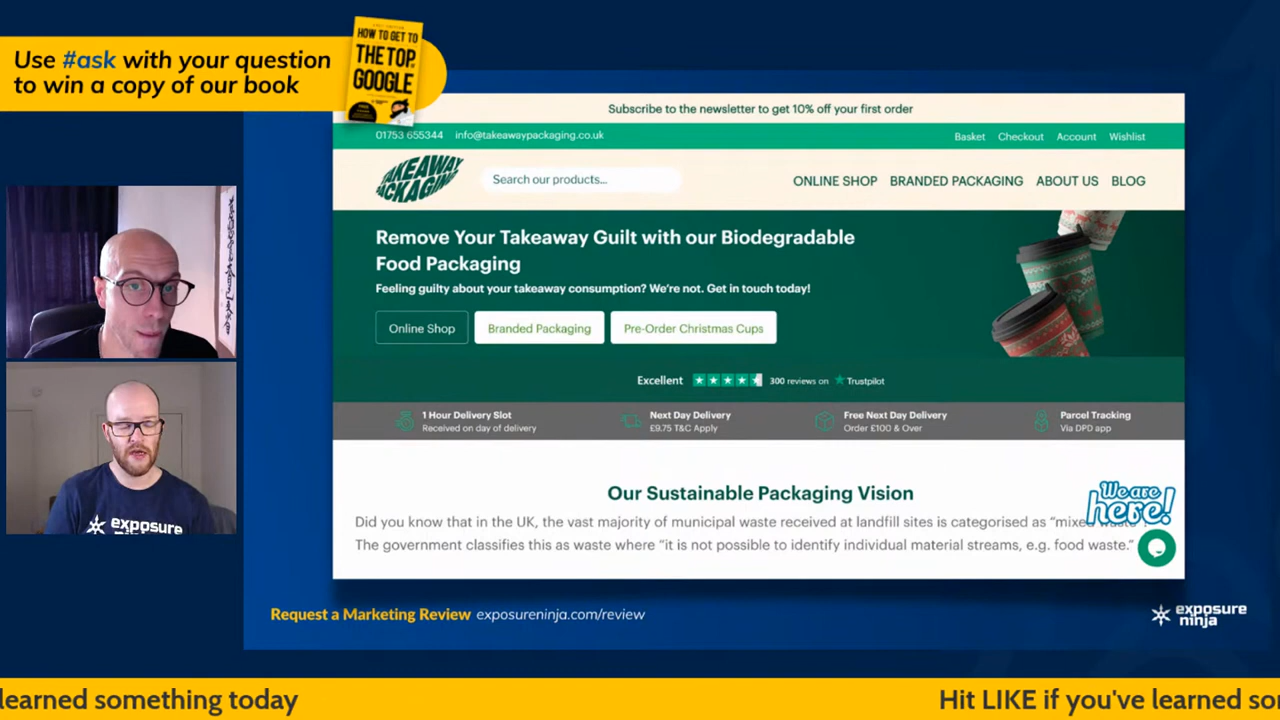 Use #ask with your question
to win a copy of our book
HOW TO GET TO
THE TOP
GOOGLE
Subscribe to the newsletter to get 10% off your first order
01753 655344 info@takeawaypackaging.co.uk
Basket Checkout Account Wishlist
TAKEAWAY
PACKAGING
Search our products...
ONLINE SHOP BRANDED PACKAGING ABOUT US BLOG
Remove Your Takeaway Guilt with our Biodegradable
Food Packaging
Feeling guilty about your takeaway consumption? We're not. Get in touch today!
Online Shop Branded Packaging Pre-Order Christmas Cups
Excellent 300 reviews on Trustpilot
1 Hour Delivery Slot
Received on day of delivery
Next Day Delivery
£9.75 T&C Apply
Free Next Day Delivery
Order £100 & Over
Parcel Tracking
Via DPD app
Our Sustainable Packaging Vision
We are
here!
Did you know that in the UK, the vast majority of municipal waste received at landfill sites is categorised as “mixed waste”.
The government classifies this as waste where “it is not possible to identify individual material streams, e.g. food waste.”
exposure
Request a Marketing Review exposureninja.com/review
exposure
ninja
learned something today
Hit LIKE if you've learned so